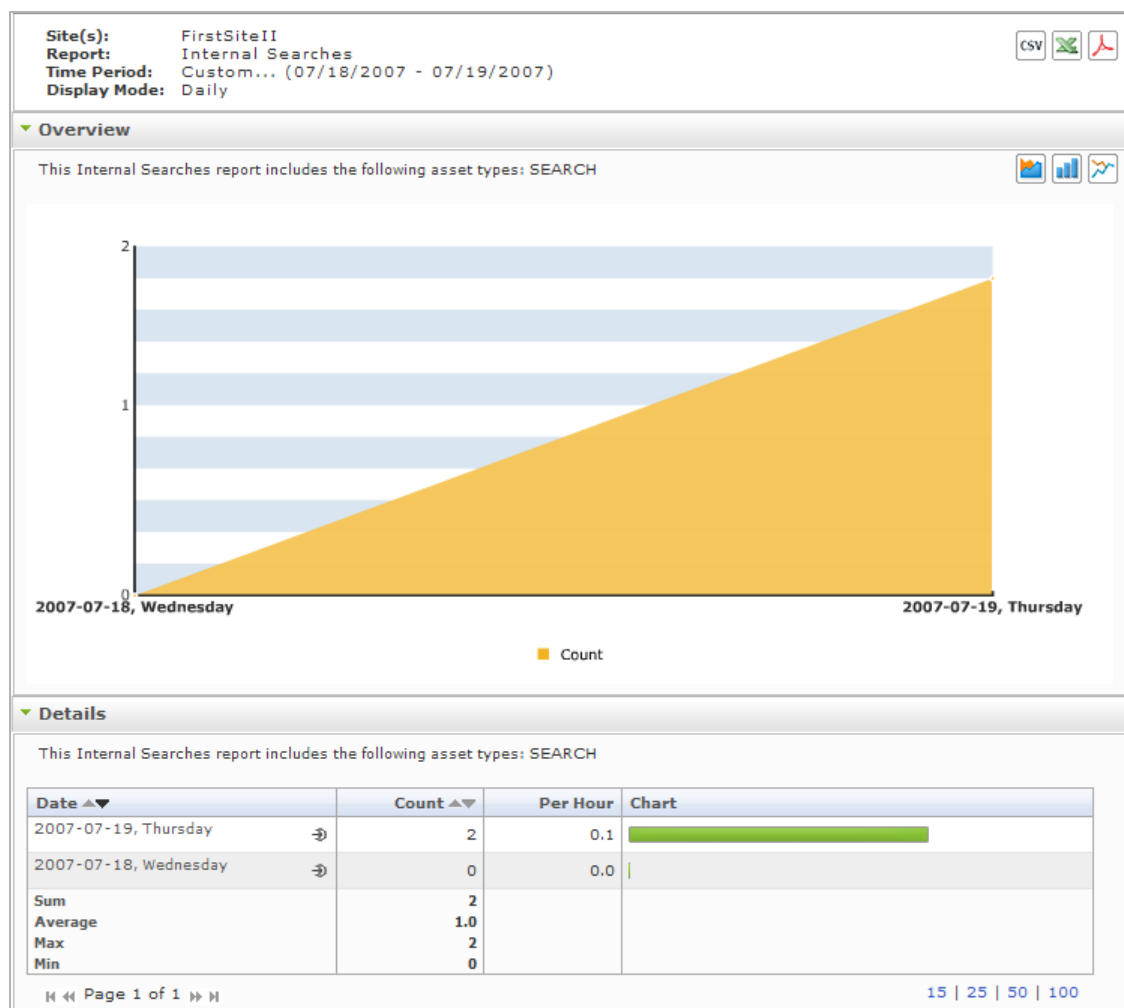 Site(s): FirstSiteII
Report: Internal Searches
Time Period: Custom... (07/18/2007 - 07/19/2007)
Display Mode: Daily
CSV
Overview
This Internal Searches report includes the following asset types: SEARCH
2
1
0
2007-07-18, Wednesday 2007-07-19, Thursday
Count
Details
This Internal Searches report includes the following asset types: SEARCH
Date Count Per Hour Chart
2007-07-19, Thursday 2 0.1
2007-07-18, Wednesday 0 0.0
Sum 2
Average 1.0
Max 2
Min 0
Page 1 of 1 15 | 25 | 50 | 100